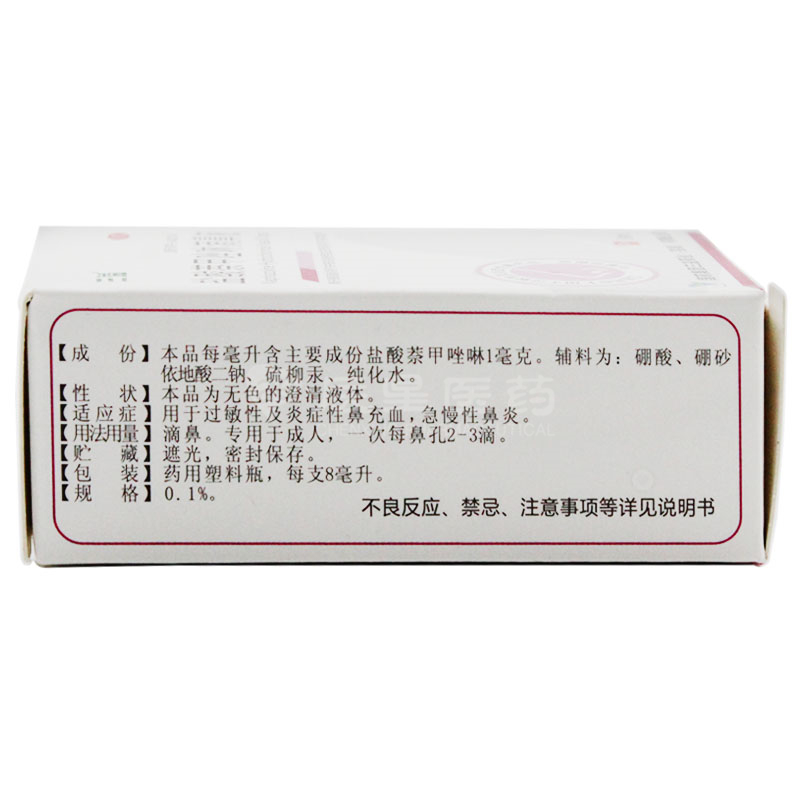 【成份】本品每毫升含主要成份盐酸萘甲唑啉1毫克。辅料为：硼酸、硼砂
依地酸二钠、硫柳汞、纯化水。
【性状】本品为无色的澄清液体。
【适应症】用于过敏性及炎症性鼻充血,急慢性鼻炎。
【用法用量】滴鼻。专用于成人，一次每鼻孔2-3滴。
【贮藏】遮光，密封保存。
【包装】药用塑料瓶，每支8毫升。
【规格】0.1%。
不良反应、禁忌、注意事项等详见说明书